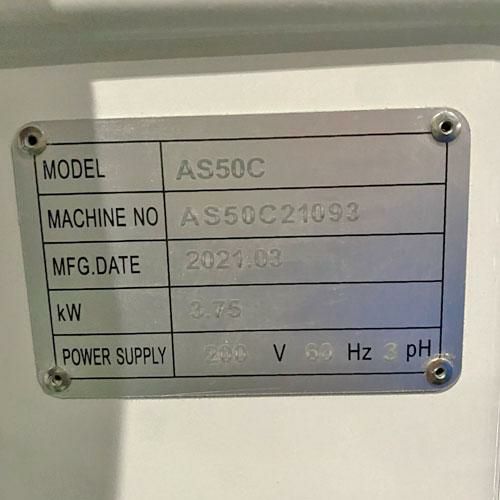 MODEL AS50C
MACHINE NO AS50C21093
MFG.DATE 2021.03
kW 3.75
POWER SUPPLY 200 V 60 Hz 3 pH